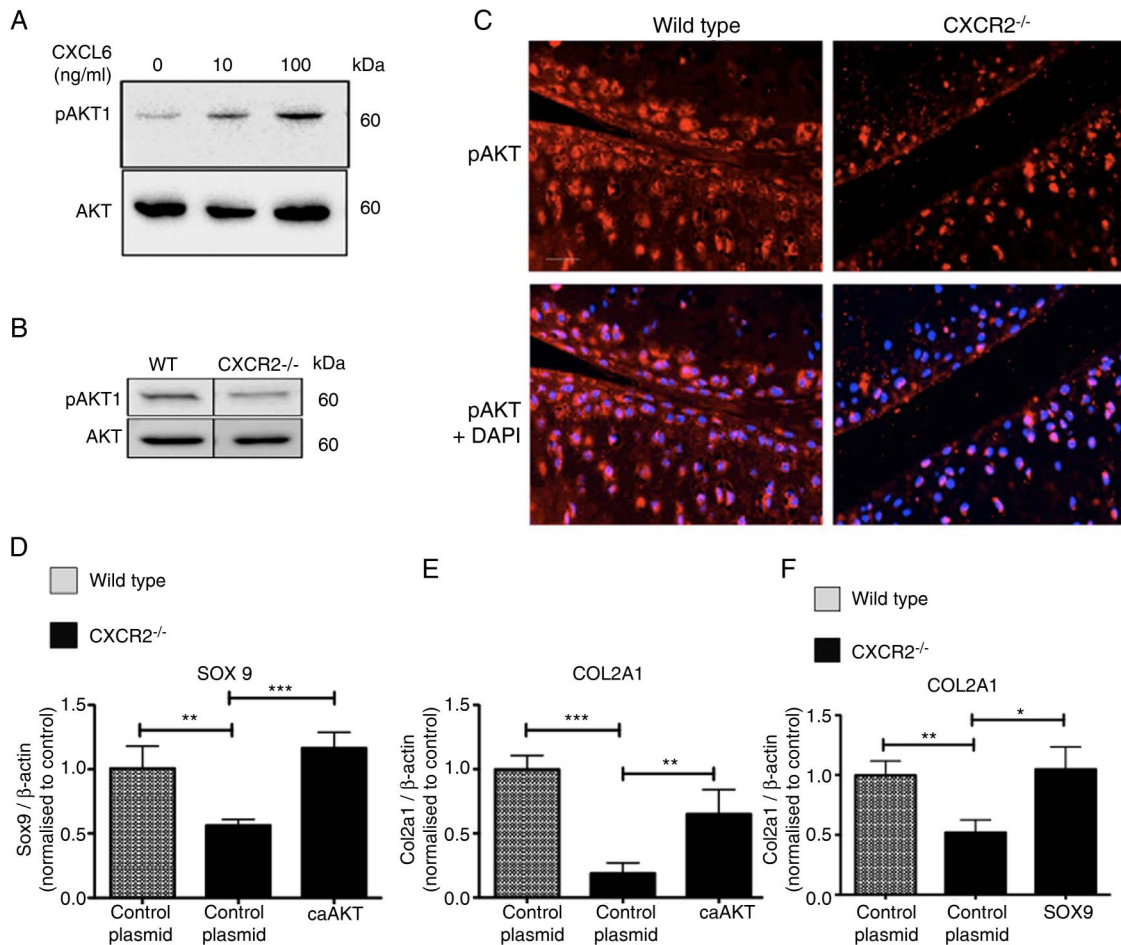 A
CXCL6
(ng/ml)
0 10 100 kDa
pAKT1 60
AKT 60
B
WT CXCR2-/- kDa
pAKT1 60
AKT 60
C
Wild type CXCR2-/-
pAKT
pAKT
+ DAPI
D
Wild type
CXCR2-/-
SOX 9
Sox9 / β-actin
(normalised to control)
1.5
1.0
0.5
0.0
** ***
Control
plasmid
Control
plasmid
caAKT
E
COL2A1
Col2a1 / β-actin
(normalised to control)
1.5
1.0
0.5
0.0
*** **
Control
plasmid
Control
plasmid
caAKT
F
Wild type
CXCR2-/-
COL2A1
Col2a1 / β-actin
(normalised to control)
1.5
1.0
0.5
0.0
** *
Control
plasmid
Control
plasmid
SOX9